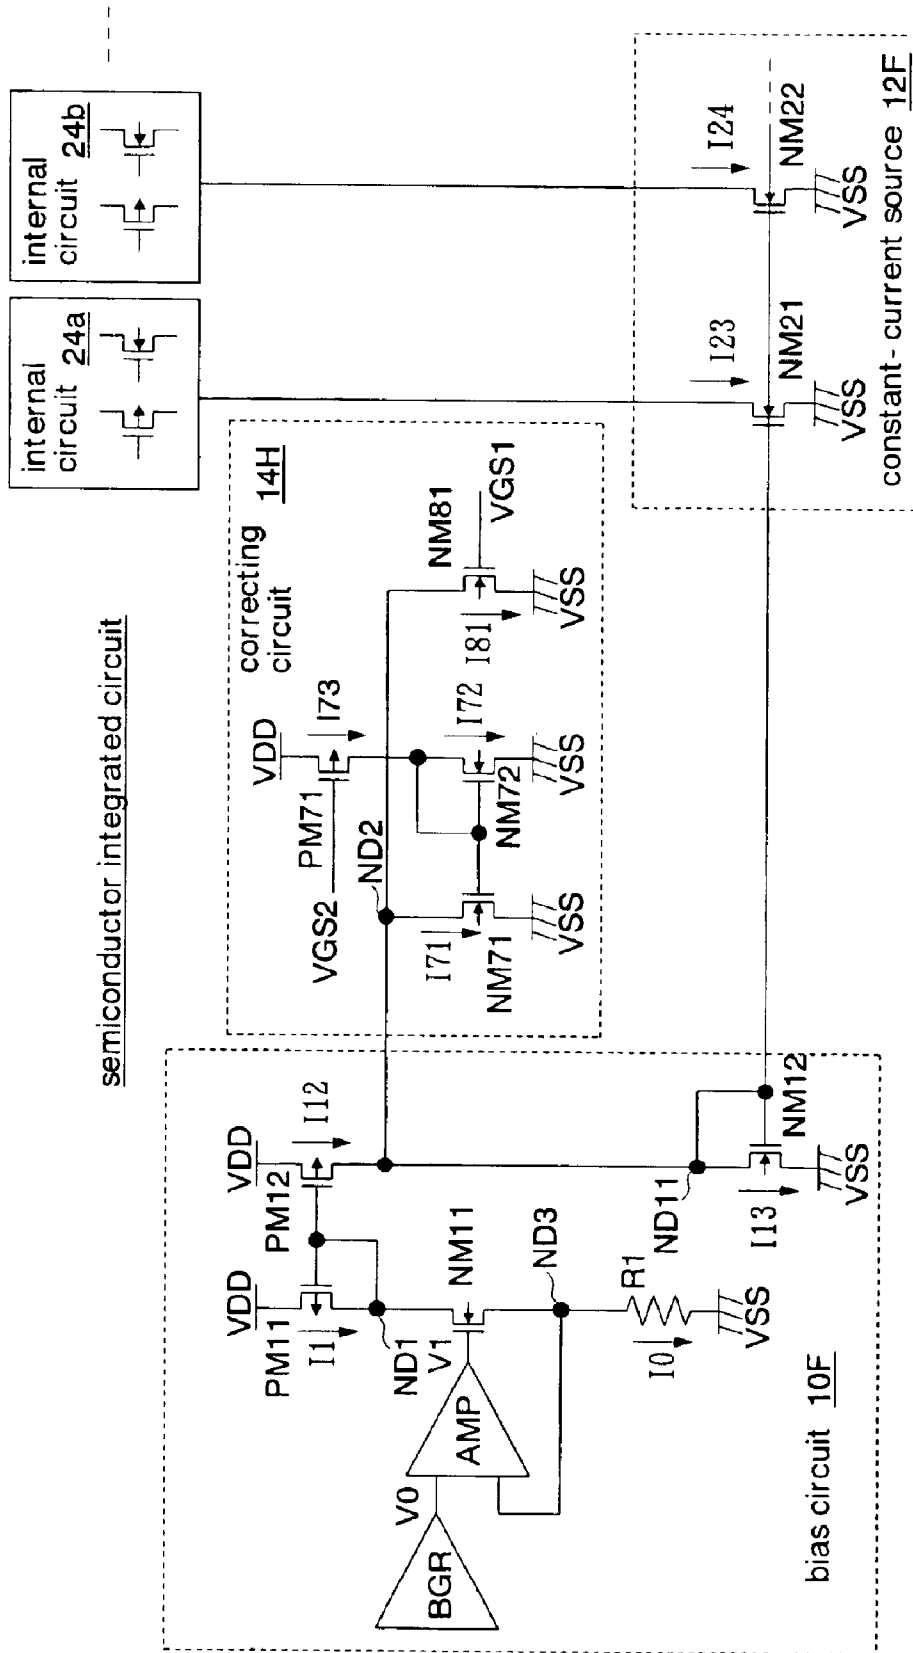 semiconductor integrated circuit
bias circuit 10F
BGR
V0
AMP
V1
VDD
PM11
I1
ND1
NM11
ND3
R1
I0
VSS
VDD
PM12
I12
ND11
I13
NM12
VSS
correcting
circuit
14H
VGS2
PM71
VDD
I73
ND2
I71
NM71
VSS
I72
NM72
VSS
I81
NM81
VGS1
VSS
internal
circuit 24a
internal
circuit 24b
I23
NM21
VSS
I24
NM22
VSS
constant- current source 12F